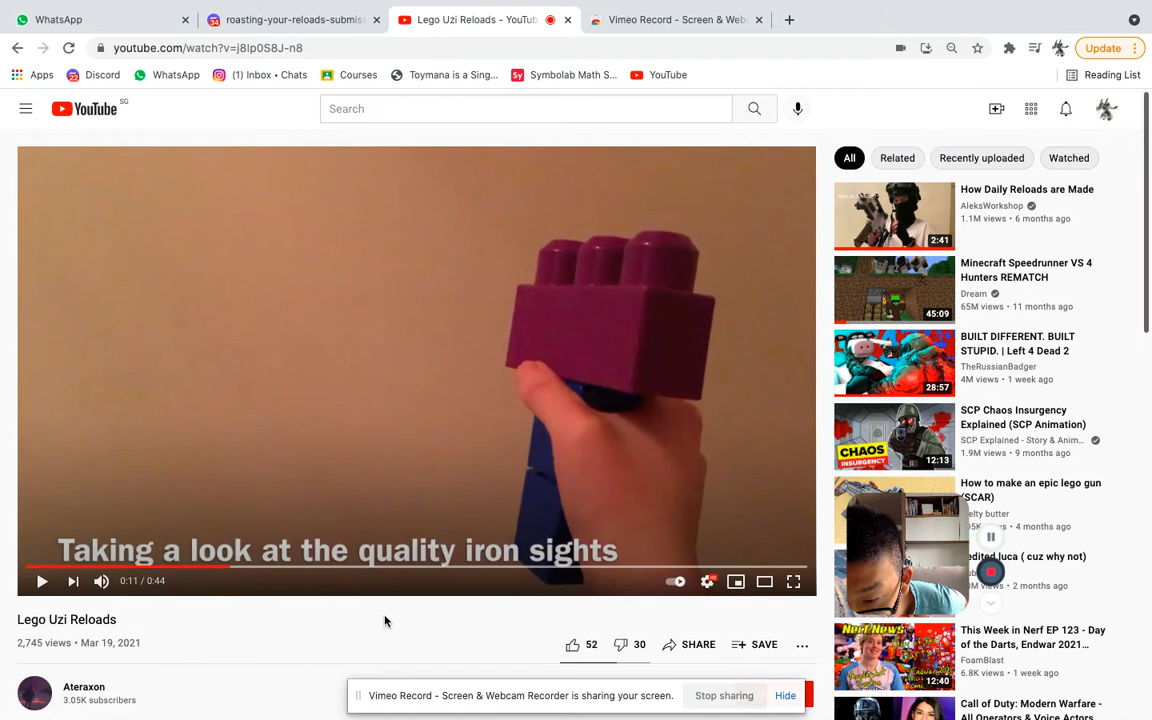 WhatsApp
34
roasting-your-reloads-submiss
Lego Uzi Reloads - YouTube
Vimeo Record - Screen & Web
youtube.com/watch?v=j8Ip0S8J-n8
Update
Apps
Discord
WhatsApp
(1) Inbox • Chats
Courses
Toymana is a Sing...
Symbolab Math S...
YouTube
Reading List
YouTube SG
Search
All
Related
Recently uploaded
Watched
Taking a look at the quality iron sights
0:11 / 0:44
Lego Uzi Reloads
2,745 views • Mar 19, 2021
52
30
SHARE
SAVE
Ateraxon
3.05K subscribers
Vimeo Record - Screen & Webcam Recorder is sharing your screen.
Stop sharing
Hide
How Daily Reloads are Made
AleksWorkshop
1.1M views • 6 months ago
2:41
Minecraft Speedrunner VS 4
Hunters REMATCH
Dream
65M views • 11 months ago
45:09
BUILT DIFFERENT. BUILT
STUPID. | Left 4 Dead 2
TheRussianBadger
4M views • 1 week ago
28:57
SCP Chaos Insurgency
Explained (SCP Animation)
SCP Explained - Story & Anim...
1.9M views • 9 months ago
CHAOS
INSURGENCY
12:13
How to make an epic lego gun
(SCAR)
elty butter
4 months ago
edited luca ( cuz why not)
2 months ago
This Week in Nerf EP 123 - Day
of the Darts, Endwar 2021...
FoamBlast
6.8K views • 1 week ago
Nerf News
12:40
Call of Duty: Modern Warfare -
All Operators & Voice Actors